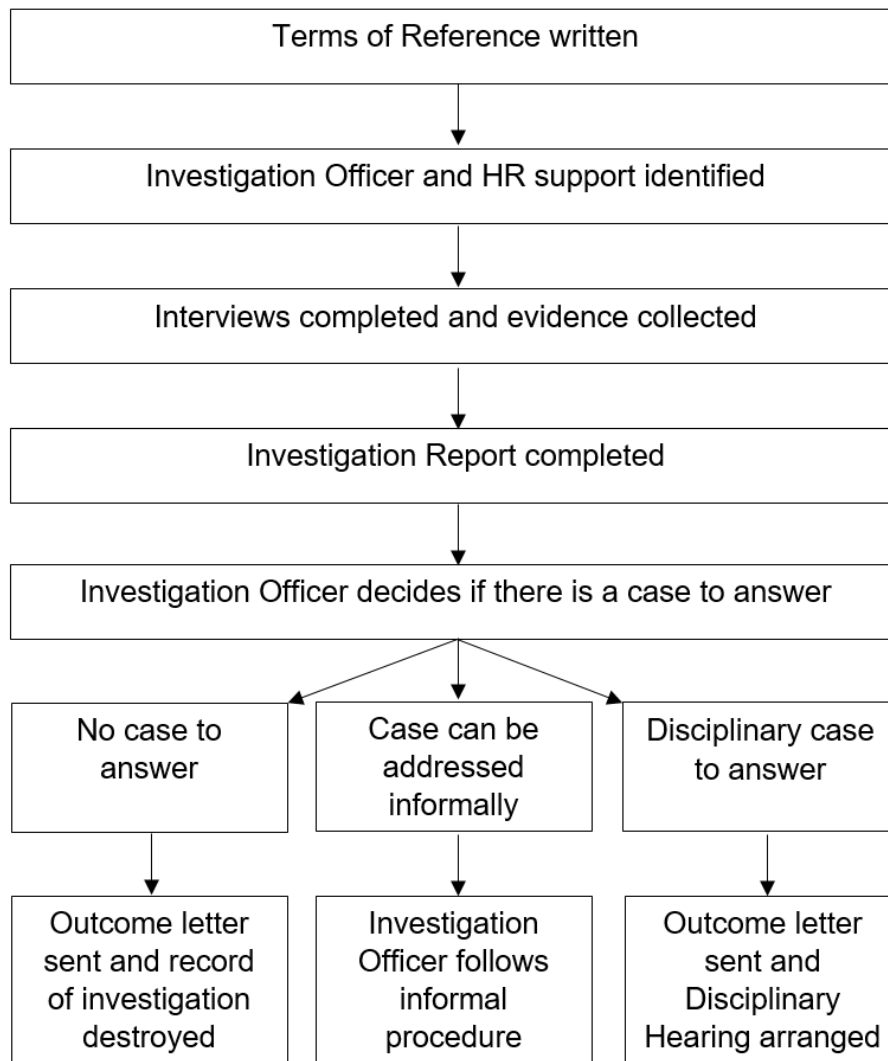 Terms of Reference written
Investigation Officer and HR support identified
Interviews completed and evidence collected
Investigation Report completed
Investigation Officer decides if there is a case to answer
No case to
answer
Case can be
addressed
informally
Disciplinary case
to answer
Outcome letter
sent and record
of investigation
destroyed
Investigation
Officer follows
informal
procedure
Outcome letter
sent and
Disciplinary
Hearing arranged